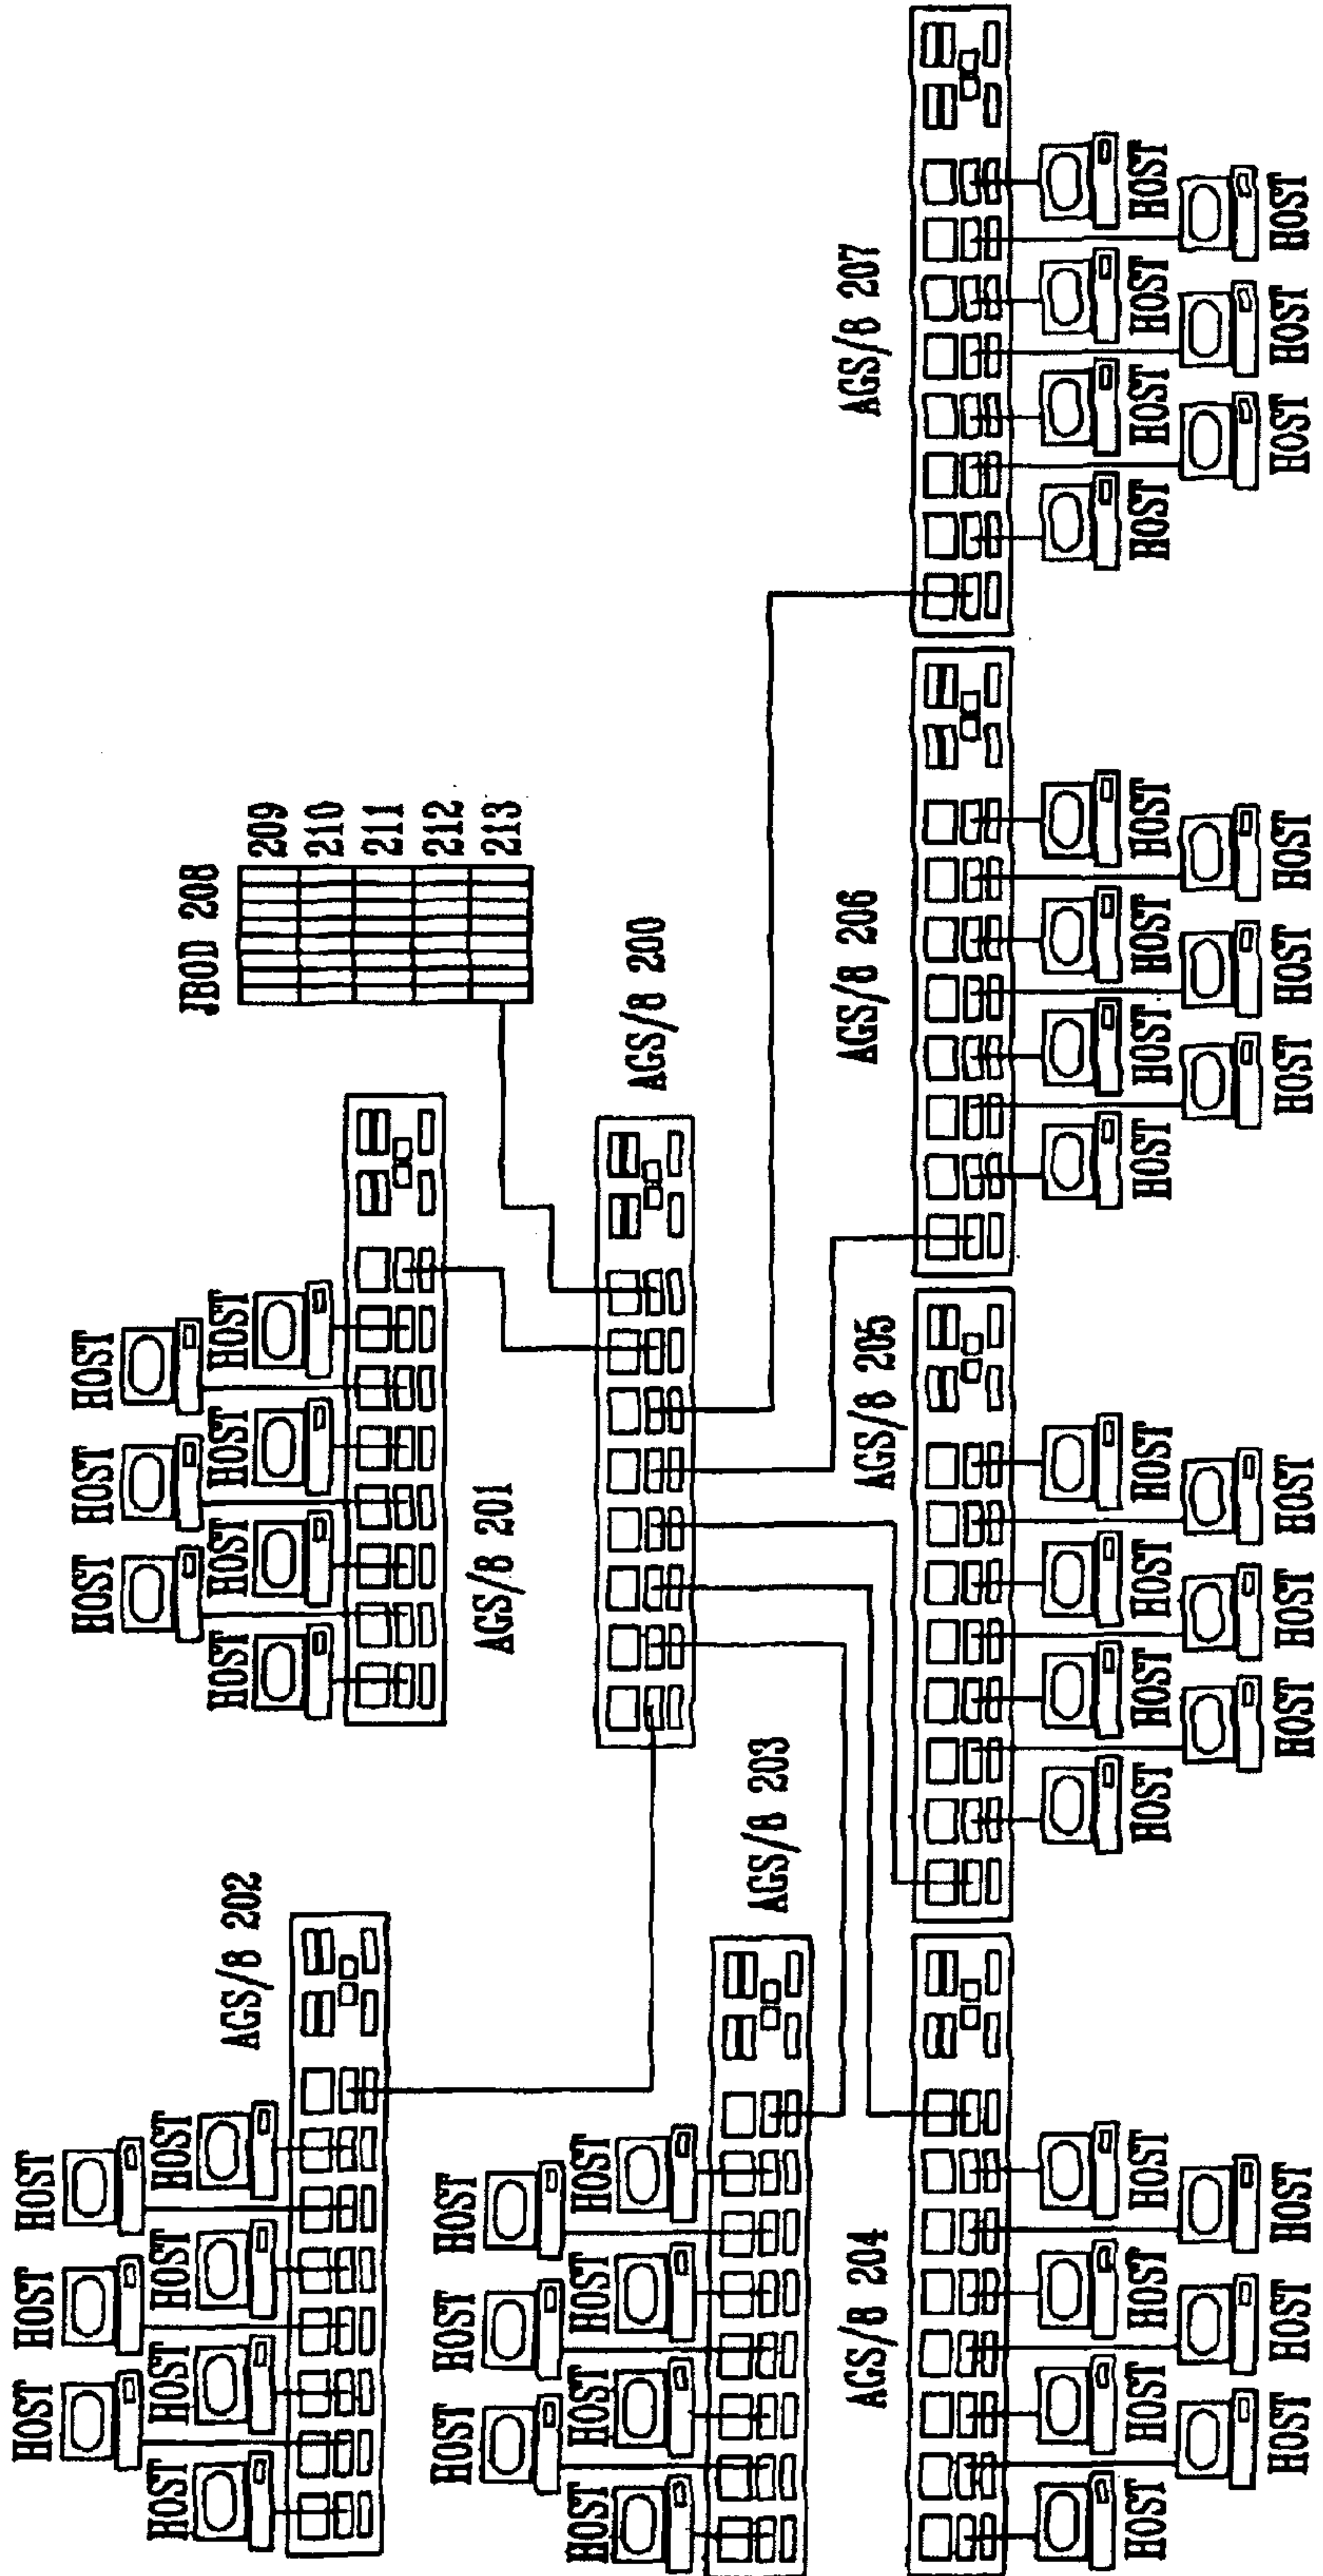 HOST HOST HOST
HOST HOST HOST
HOST HOST HOST HOST
JBOD 208
HOST HOST HOST HOST
AGS/8 202
209
210
211
212
213
HOST HOST HOST
AGS/8 201
HOST HOST HOST HOST
AGS/8 200
AGS/8 203
AGS/8 204
AGS/8 205
AGS/8 206
AGS/8 207
HOST HOST HOST HOST HOST HOST HOST HOST HOST HOST HOST HOST HOST HOST HOST HOST
HOST HOST HOST HOST HOST HOST HOST HOST HOST HOST HOST HOST